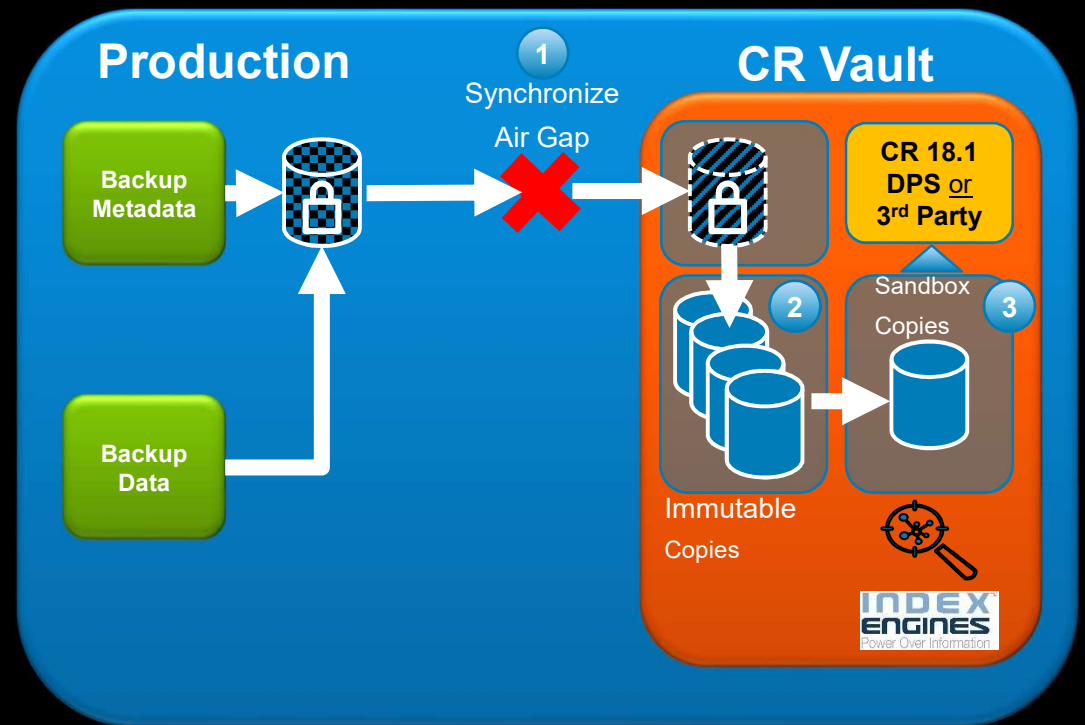 Production
1
Synchronize
Air Gap
CR Vault
Backup
Metadata
CR 18.1
DPS or
3rd Party
2
Sandbox
Copies
3
Backup
Data
Immutable
Copies
INDEX
ENGINES
Power Over Information